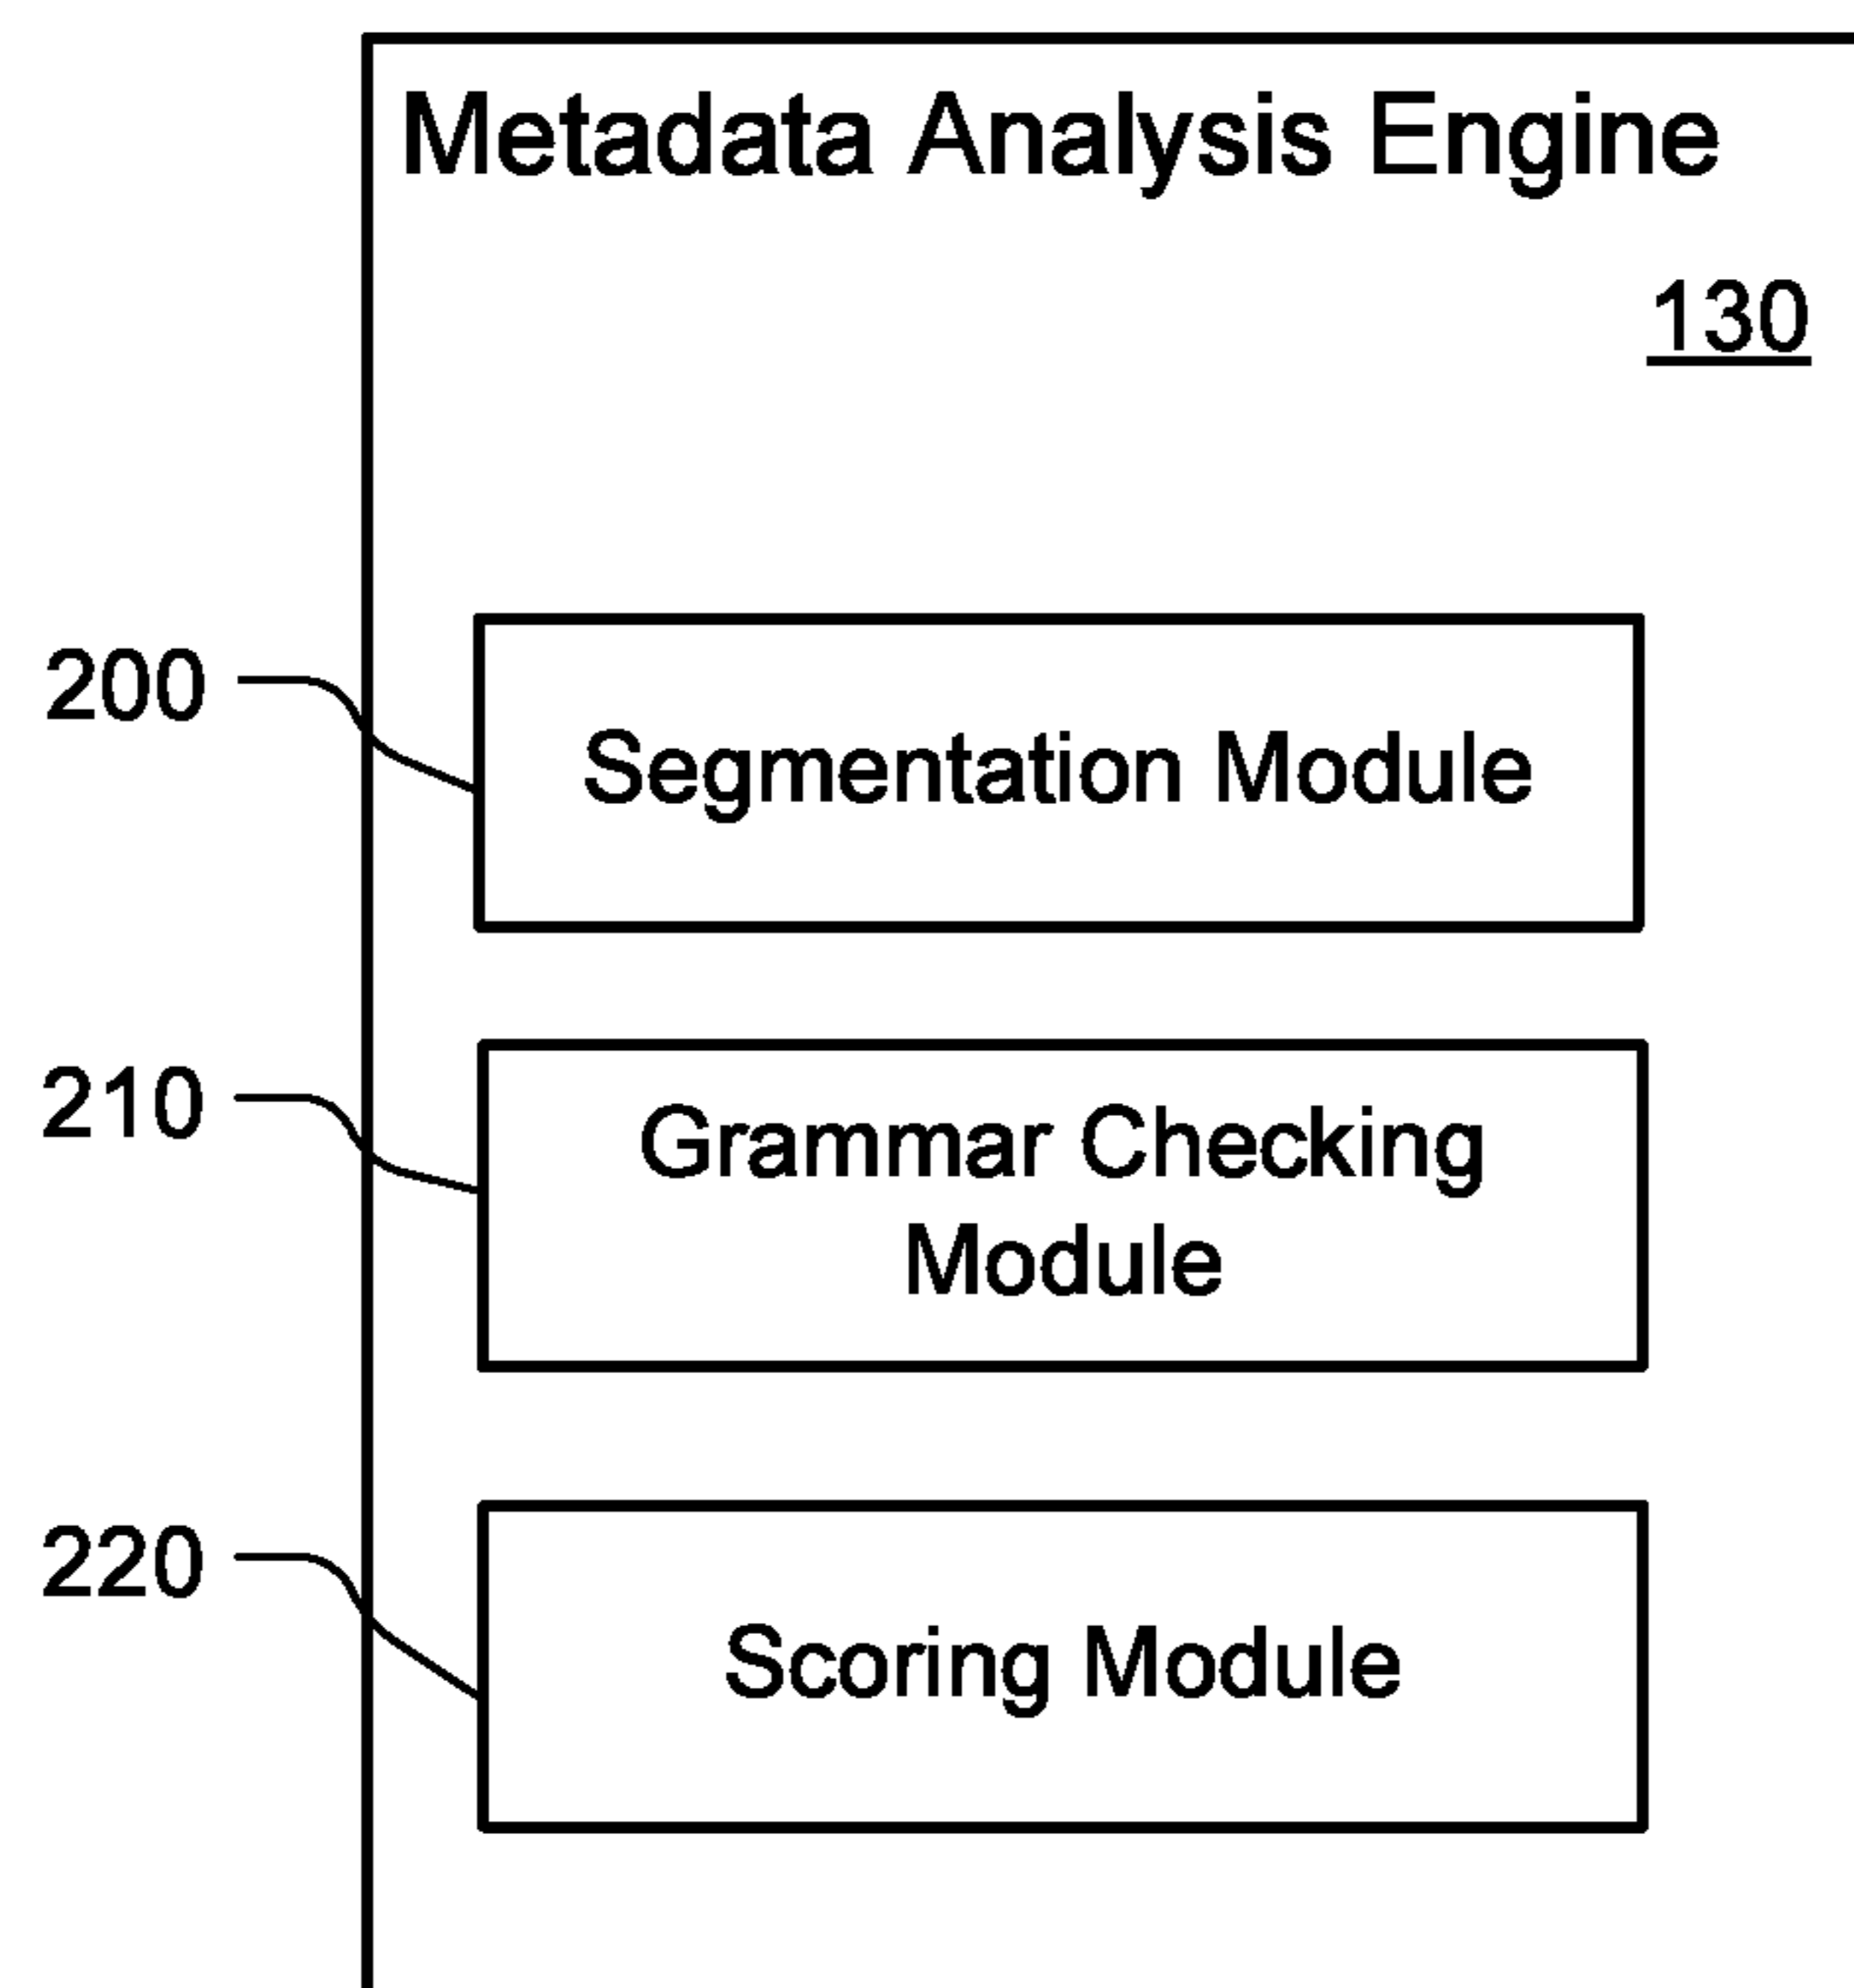 Metadata Analysis Engine
130
200
Segmentation Module
210
Grammar Checking
Module
220
Scoring Module